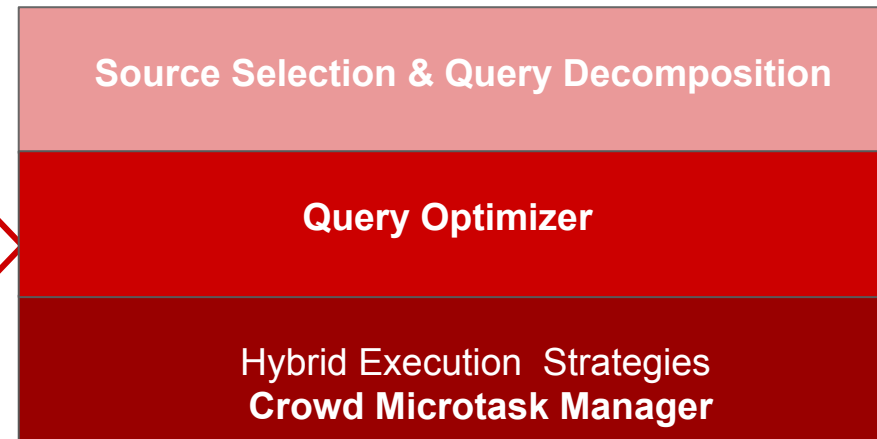 Source Selection & Query Decomposition
Query Optimizer
Hybrid Execution Strategies
Crowd Microtask Manager